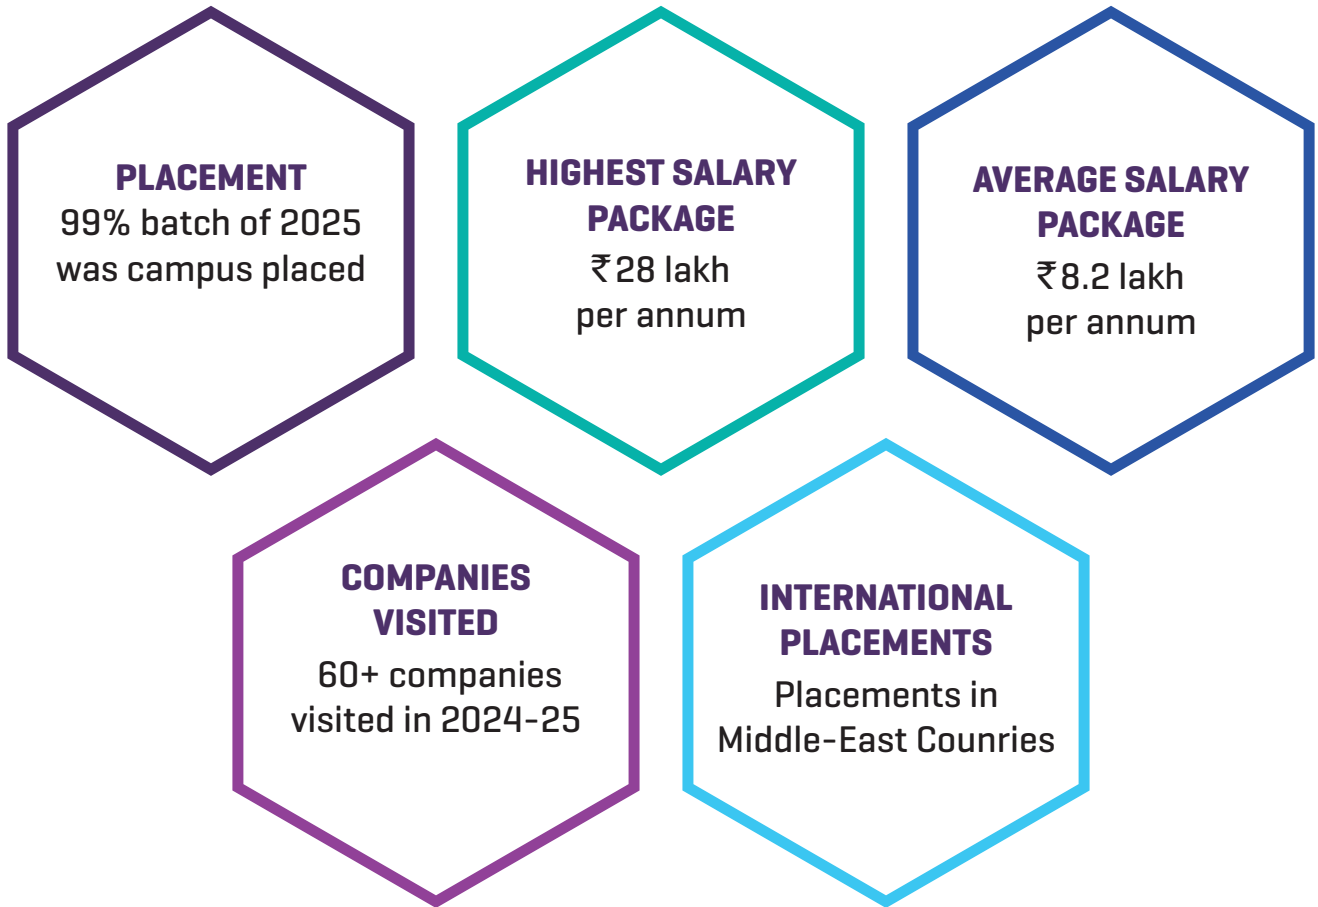 PLACEMENT
99% batch of 2025
was campus placed
HIGHEST SALARY
PACKAGE
₹28 lakh
per annum
AVERAGE SALARY
PACKAGE
₹8.2 lakh
per annum
COMPANIES
VISITED
60+ companies
visited in 2024-25
INTERNATIONAL
PLACEMENTS
Placements in
Middle-East Counries